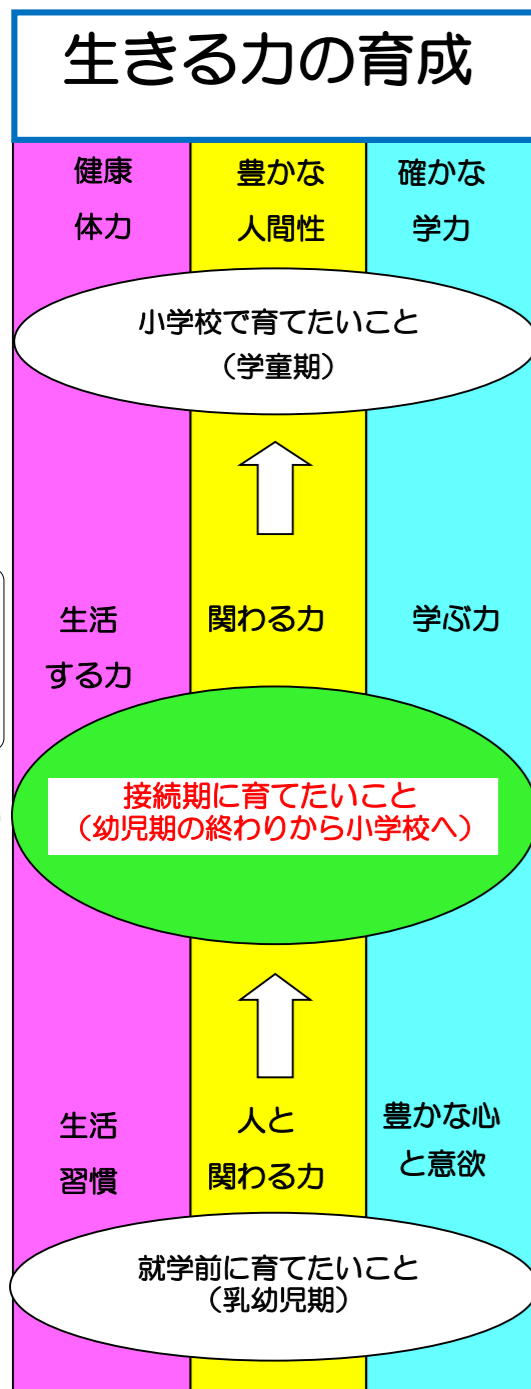 生きる力の育成
健康
体力
豊かな
人間性
確かな
学力
小学校で育てたいこと
（学童期）
生活
する力
関わる力
学ぶ力
接続期に育てたいこと
（幼児期の終わりから小学校へ）
生活
習慣
人と
関わる力
豊かな心
と意欲
就学前に育てたいこと
（乳幼児期）